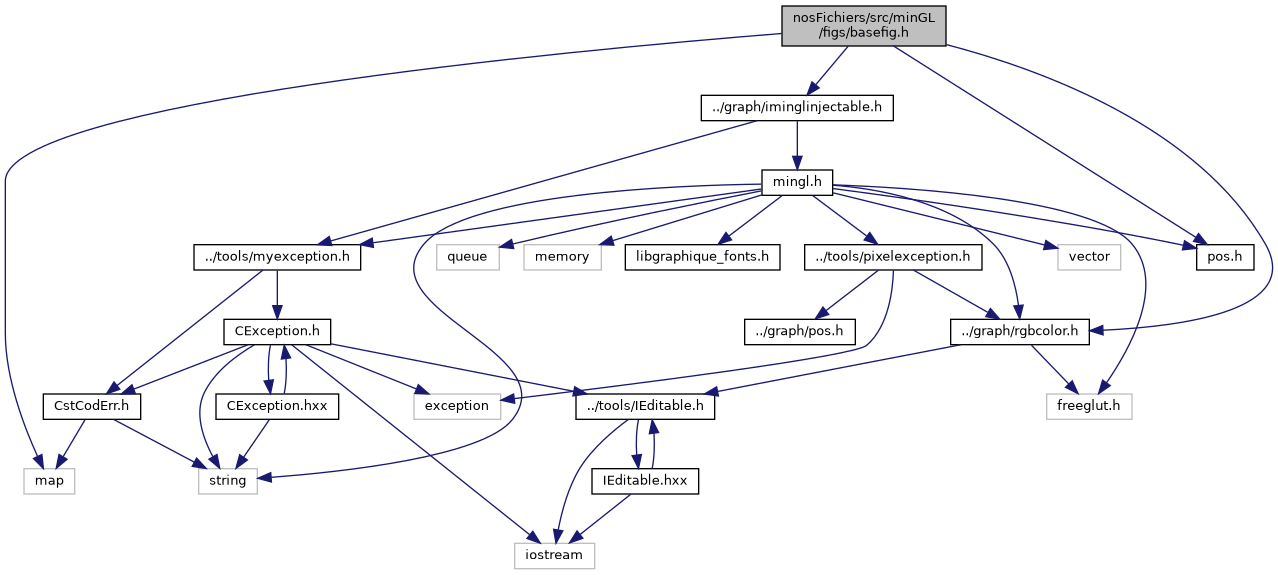 nosFichiers/src/minGL
/figs/basefig.h
../graph/iminglinjectable.h
mingl.h
../tools/myexception.h
queue
memory
libgraphique_fonts.h
../tools/pixelexception.h
vector
pos.h
CException.h
../graph/pos.h
../graph/rgbcolor.h
CstCodErr.h
CException.hxx
exception
../tools/IEditable.h
freeglut.h
map
string
IEditable.hxx
iostream